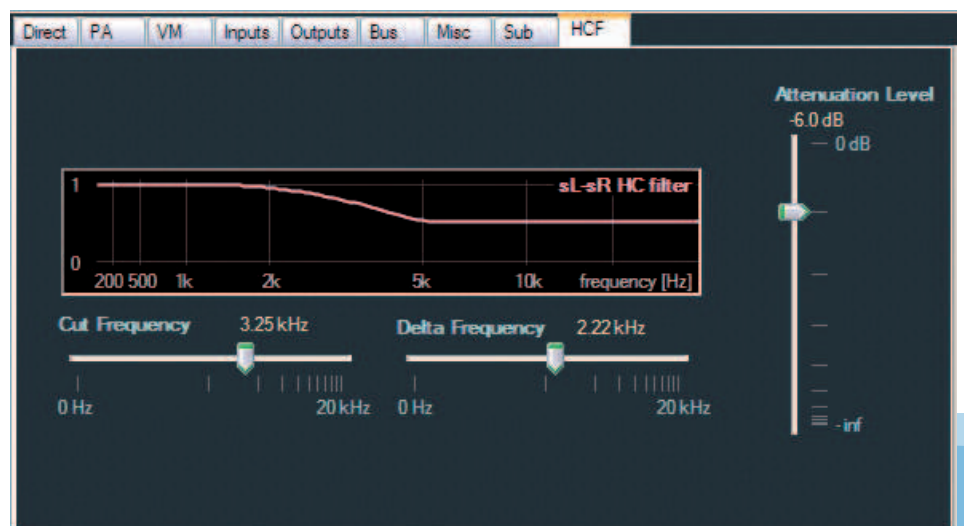 Direct PA VM Inputs Outputs Bus Misc Sub HCF
Attenuation Level
-6.0 dB
0 dB
1 sL-sR HC filter
0
200 500 1k 2k 5k 10k frequency [Hz]
Cut Frequency 3.25 kHz Delta Frequency 2.22 kHz
0 Hz 20 kHz 0 Hz 20 kHz
-inf